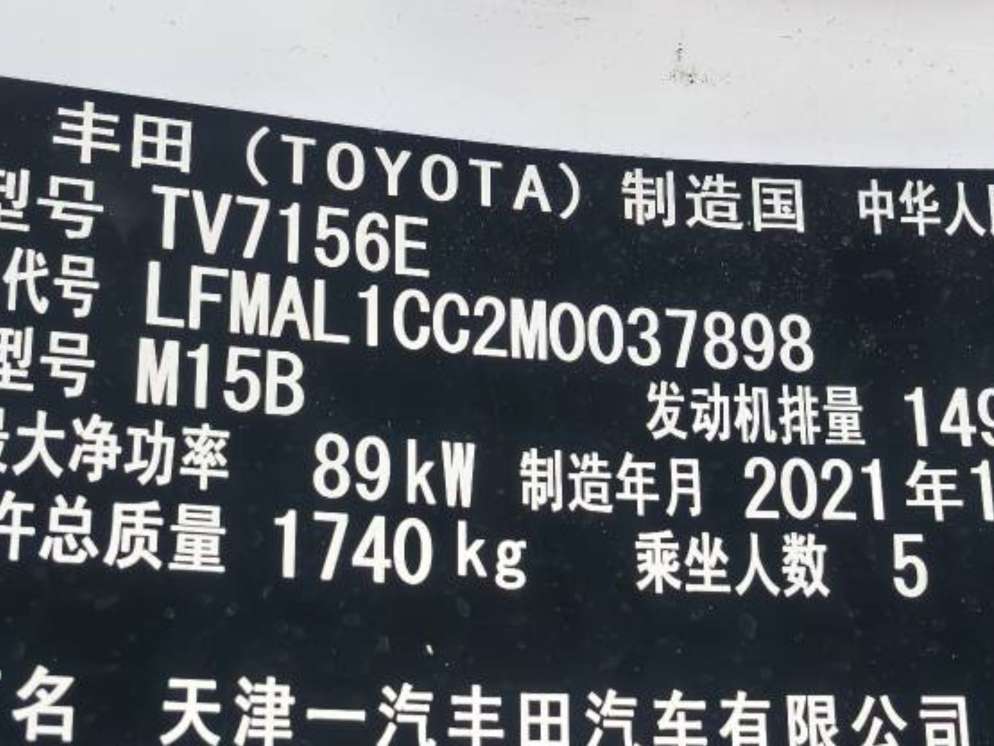 丰田（TOYOTA）制造国 中华人
型号 TV7156E
代号 LFMAL1CC2M0037898
型号 M15B 发动机排量 149
最大净功率 89kW 制造年月 2021年1
许总质量 1740kg 乘坐人数 5
名 天津一汽丰田汽车有限公司